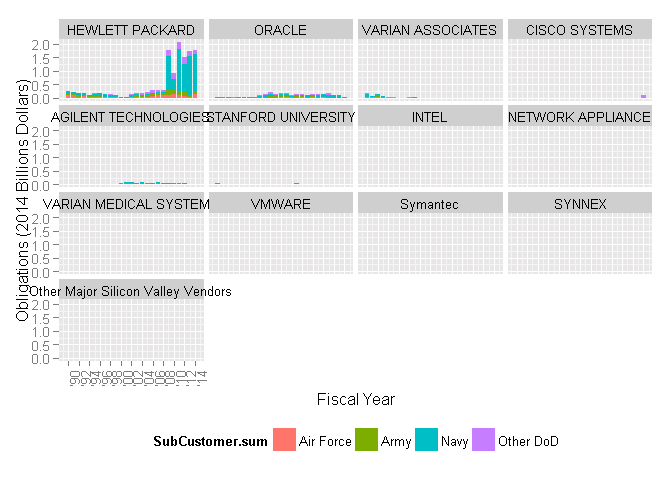 HEWLETT PACKARD ORACLE VARIAN ASSOCIATES CISCO SYSTEMS
2.0
1.5
1.0
0.5
0.0
AGILENT TECHNOLOGIES STANFORD UNIVERSITY INTEL NETWORK APPLIANCE
2.0
1.5
1.0
0.5
0.0
VARIAN MEDICAL SYSTEM VMWARE Symantec SYNNEX
2.0
1.5
1.0
0.5
0.0
Other Major Silicon Valley Vendors
2.0
1.5
1.0
0.5
0.0
Obligations (2014 Billions Dollars)
'90 '92 '94 '96 '98 '00 '02 '04 '06 '08 '10 '12 '14
Fiscal Year
SubCustomer.sum Air Force Army Navy Other DoD